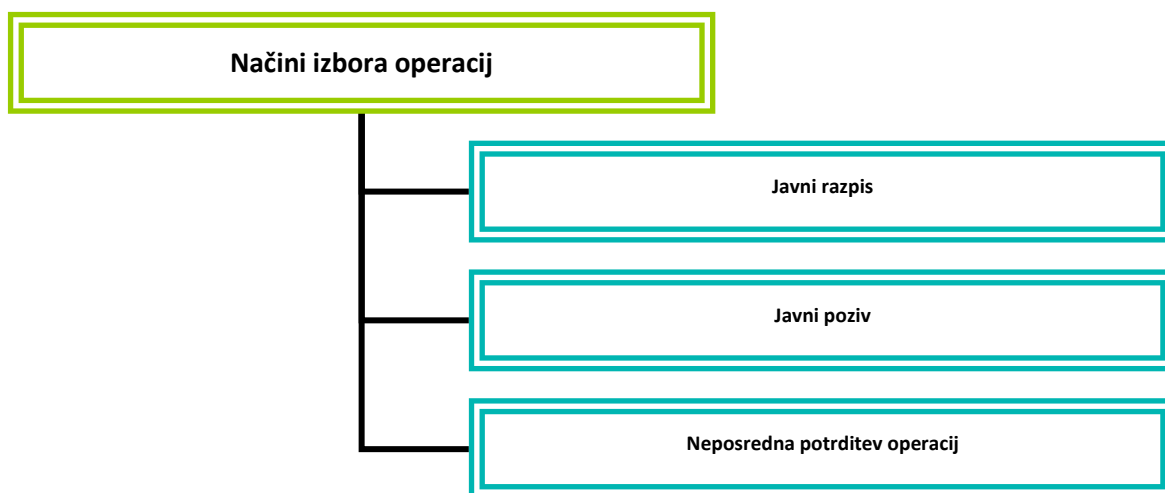 Načini izbora operacij
Javni razpis
Javni poziv
Neposredna potrditev operacij